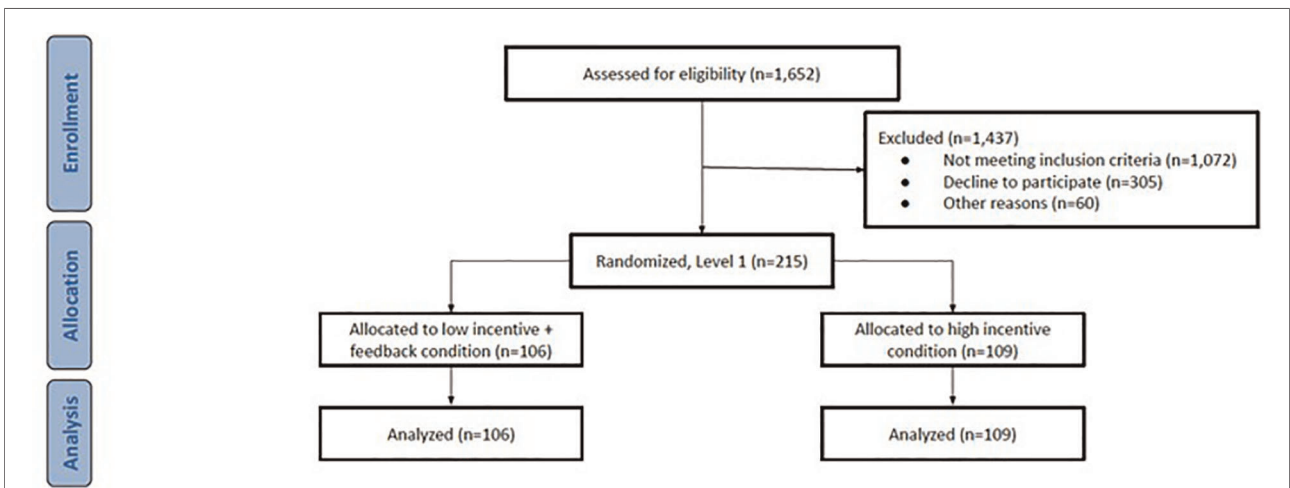 Enrollment
Assessed for eligibility (n=1,652)
Excluded (n=1,437)
● Not meeting inclusion criteria (n=1,072)
● Decline to participate (n=305)
● Other reasons (n=60)
Allocation
Randomized, Level 1 (n=215)
Allocated to low incentive +
feedback condition (n=106)
Allocated to high incentive
condition (n=109)
Analysis
Analyzed (n=106)
Analyzed (n=109)